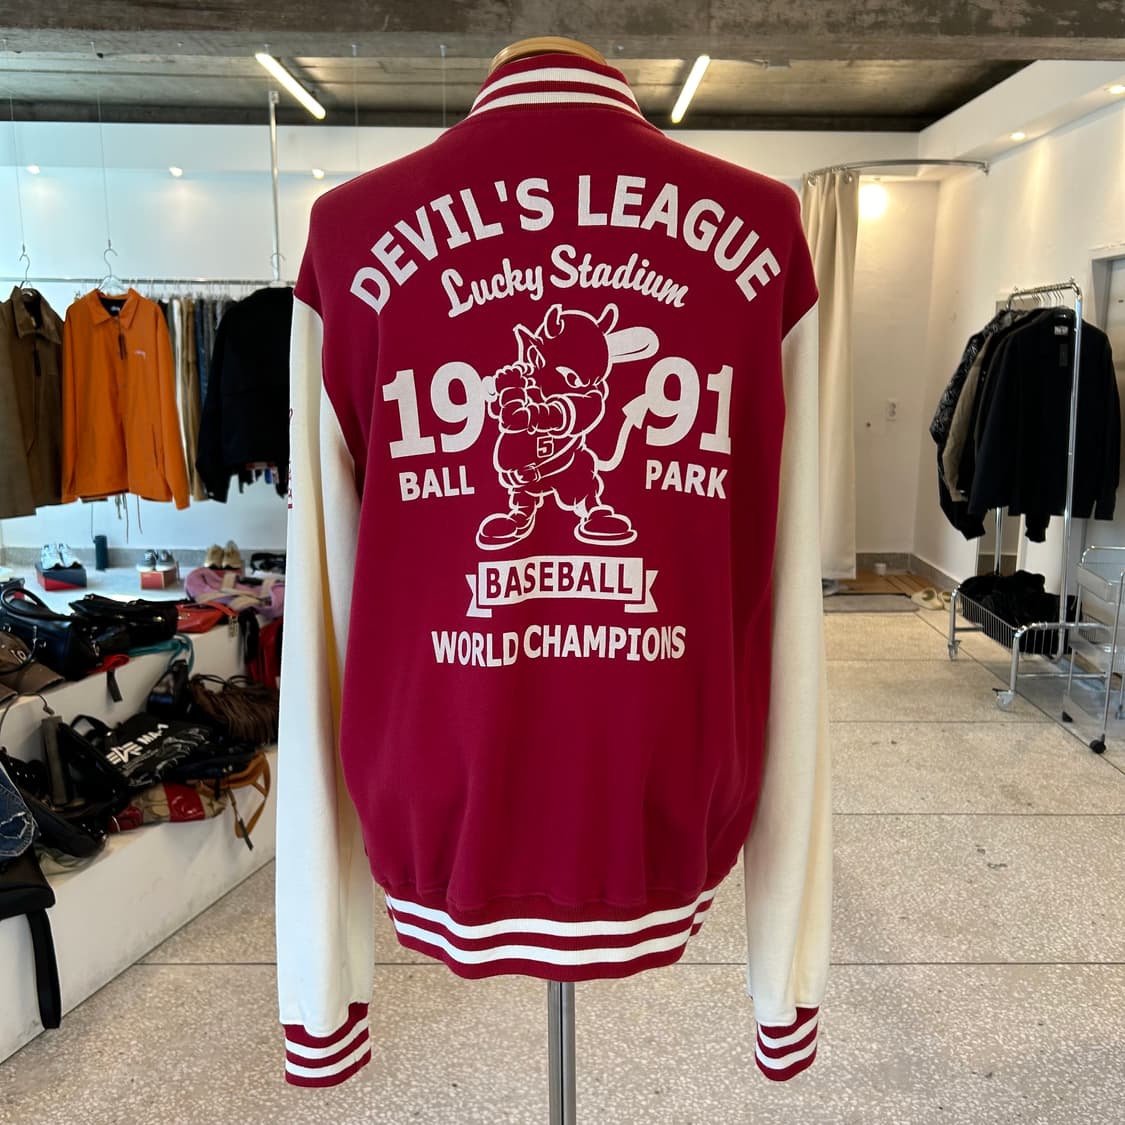 DEVIL'S LEAGUE
Lucky Stadium
19 91
5
BALL PARK
BASEBALL
WORLD CHAMPIONS